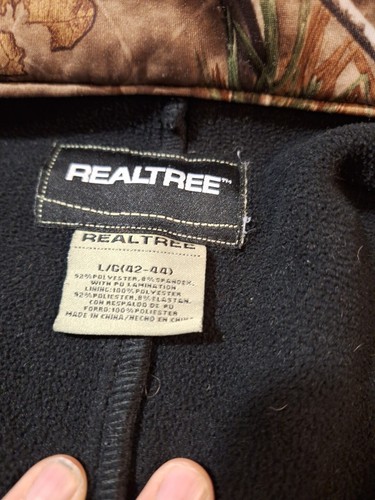 REALTREE™
REALTREE
L/G(42-44)
92%POLYESTER,8%SPANDEX,
WITH PU LAMINATION
LINING:100%POLYESTER
92%POLIESTER,8%ELASTAN,
CON RESPALDO DE PU
FORRO:100%POLIESTER
MADE IN CHINA/HECHO EN CHINA